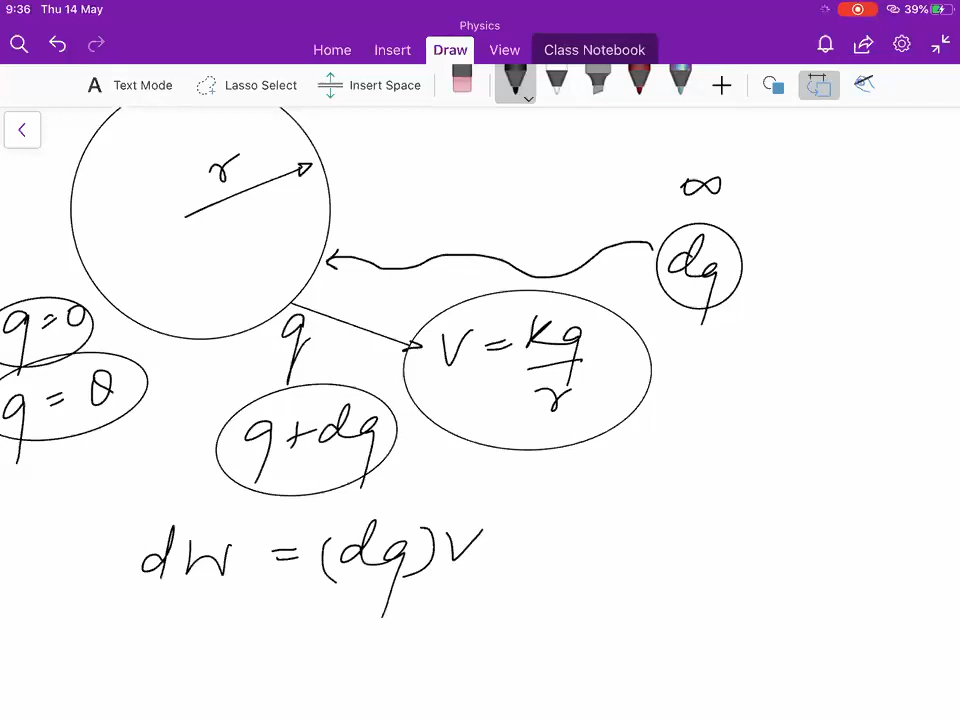 9:36 Thu 14 May
39%
Physics
Home Insert Draw View Class Notebook
A Text Mode Lasso Select Insert Space
r
∞
dq
q=0
q
V = kq/r
q = Q
q+dq
dW = (dq)V